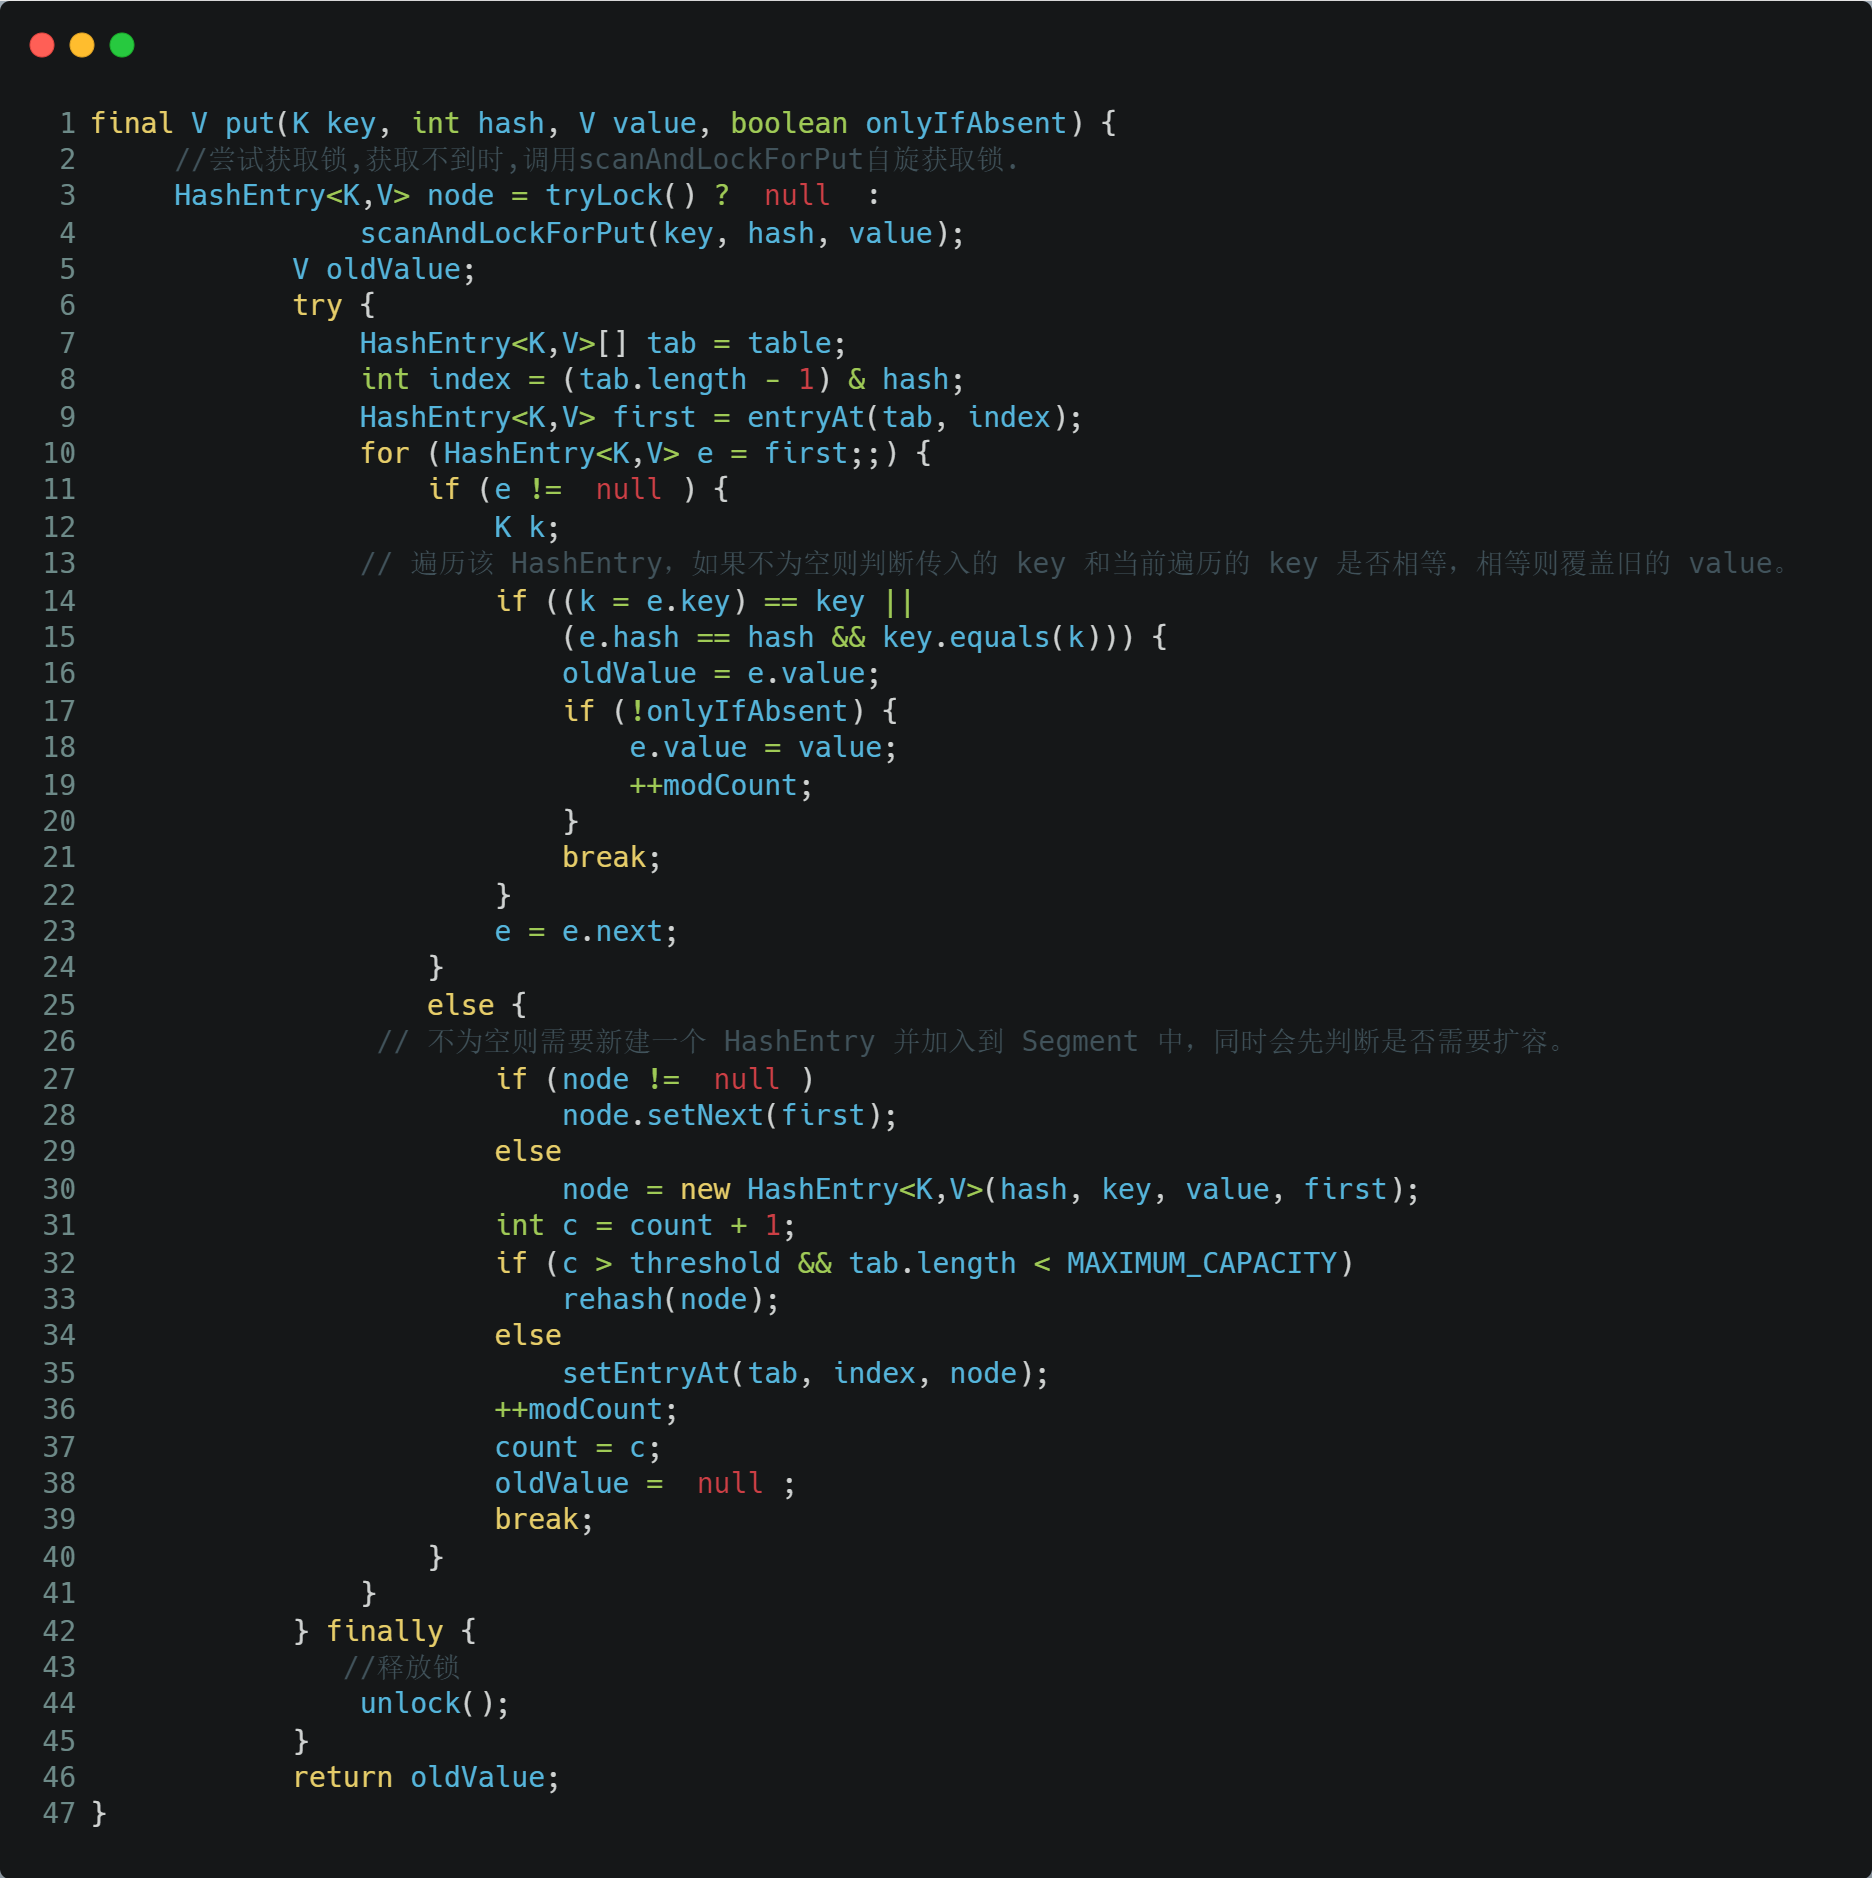 1 final V put(K key, int hash, V value, boolean onlyIfAbsent) {
2 //尝试获取锁,获取不到时,调用scanAndLockForPut自旋获取锁.
3 HashEntry<K,V> node = tryLock() ?  null  :
4 scanAndLockForPut(key, hash, value);
5 V oldValue;
6 try {
7 HashEntry<K,V>[] tab = table;
8 int index = (tab.length - 1) & hash;
9 HashEntry<K,V> first = entryAt(tab, index);
10 for (HashEntry<K,V> e = first;;) {
11 if (e !=  null ) {
12 K k;
13 // 遍历该 HashEntry，如果不为空则判断传入的 key 和当前遍历的 key 是否相等，相等则覆盖旧的 value。
14 if ((k = e.key) == key ||
15 (e.hash == hash && key.equals(k))) {
16 oldValue = e.value;
17 if (!onlyIfAbsent) {
18 e.value = value;
19 ++modCount;
20 }
21 break;
22 }
23 e = e.next;
24 }
25 else {
26 // 不为空则需要新建一个 HashEntry 并加入到 Segment 中，同时会先判断是否需要扩容。
27 if (node !=  null )
28 node.setNext(first);
29 else
30 node = new HashEntry<K,V>(hash, key, value, first);
31 int c = count + 1;
32 if (c > threshold && tab.length < MAXIMUM_CAPACITY)
33 rehash(node);
34 else
35 setEntryAt(tab, index, node);
36 ++modCount;
37 count = c;
38 oldValue =  null ;
39 break;
40 }
41 }
42 } finally {
43 //释放锁
44 unlock();
45 }
46 return oldValue;
47 }